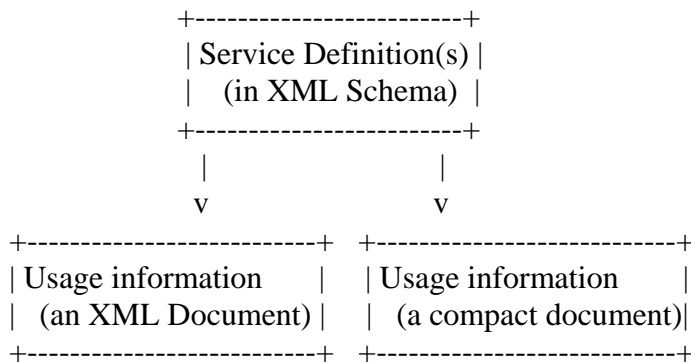 +-------------------------+
| Service Definition(s) |
| (in XML Schema) |
+-------------------------+
| |
v v
+---------------------------+ +----------------------------+
| Usage information | | Usage information |
| (an XML Document) | | (a compact document)|
+---------------------------+ +----------------------------+